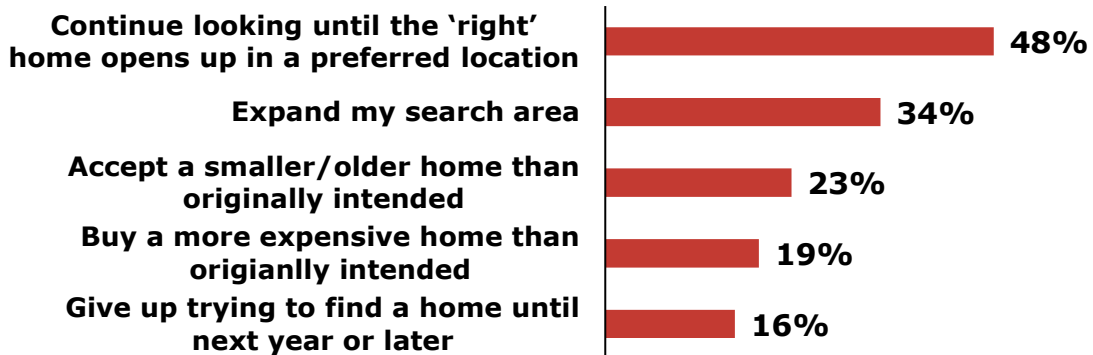 Continue looking until the ‘right’
home opens up in a preferred location
48%
Expand my search area
34%
Accept a smaller/older home than
originally intended
23%
Buy a more expensive home than
origianlly intended
19%
Give up trying to find a home until
next year or later
16%